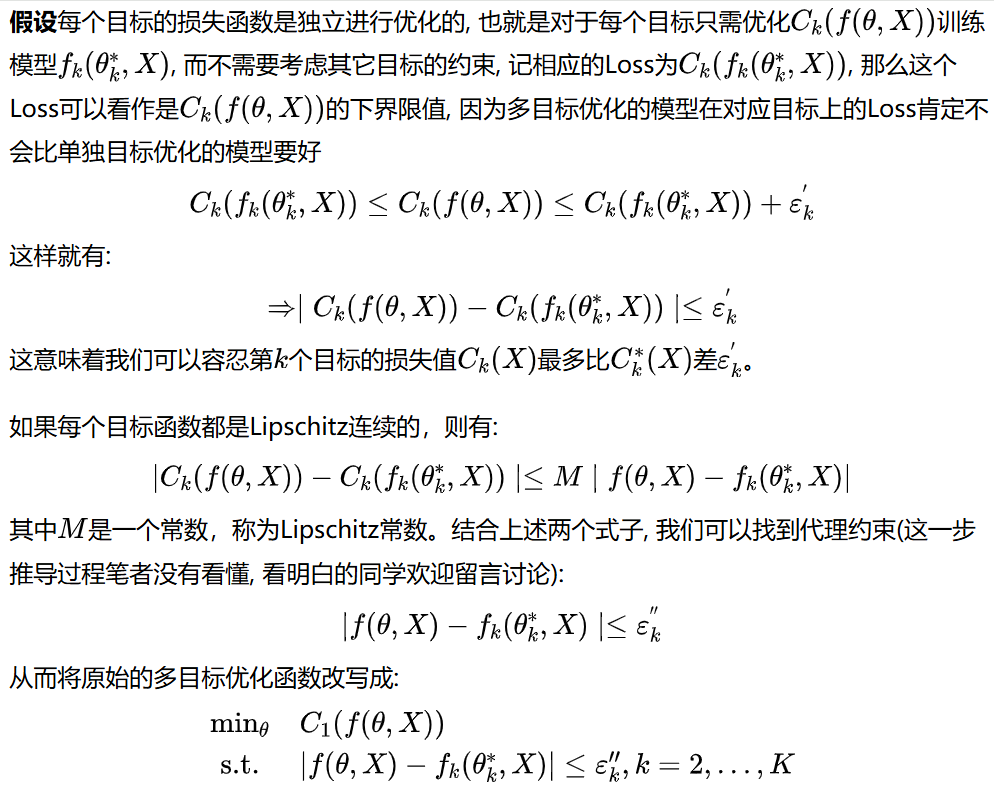 假设每个目标的损失函数是独立进行优化的, 也就是对于每个目标只需优化$C_k(f(\theta, X))$训练
模型$f_k(\theta_k^*, X)$, 而不需要考虑其它目标的约束, 记相应的Loss为$C_k(f_k(\theta_k^*, X))$, 那么这个
Loss可以看作是$C_k(f(\theta, X))$的下界限值, 因为多目标优化的模型在对应目标上的Loss肯定不
会比单独目标优化的模型要好
$C_k(f_k(\theta_k^*, X)) \leq C_k(f(\theta, X)) \leq C_k(f_k(\theta_k^*, X)) + \varepsilon_k^{'}$
这样就有:
$\Rightarrow | C_k(f(\theta, X)) - C_k(f_k(\theta_k^*, X)) | \leq \varepsilon_k^{'}$
这意味着我们可以容忍第$k$个目标的损失值$C_k(X)$最多比$C_k^*(X)$差$\varepsilon_k^{'}$。
如果每个目标函数都是Lipschitz连续的，则有:
$|C_k(f(\theta, X)) - C_k(f_k(\theta_k^*, X)) | \leq M | f(\theta, X) - f_k(\theta_k^*, X)|$
其中$M$是一个常数，称为Lipschitz常数。结合上述两个式子, 我们可以找到代理约束(这一步
推导过程笔者没有看懂, 看明白的同学欢迎留言讨论):
$|f(\theta, X) - f_k(\theta_k^*, X) | \leq \varepsilon_k^{''}$
从而将原始的多目标优化函数改写成:
$\min_\theta \quad C_1(f(\theta, X))$
$\text{s.t.} \quad |f(\theta, X) - f_k(\theta_k^*, X)| \leq \varepsilon_k'', k = 2, \ldots, K$